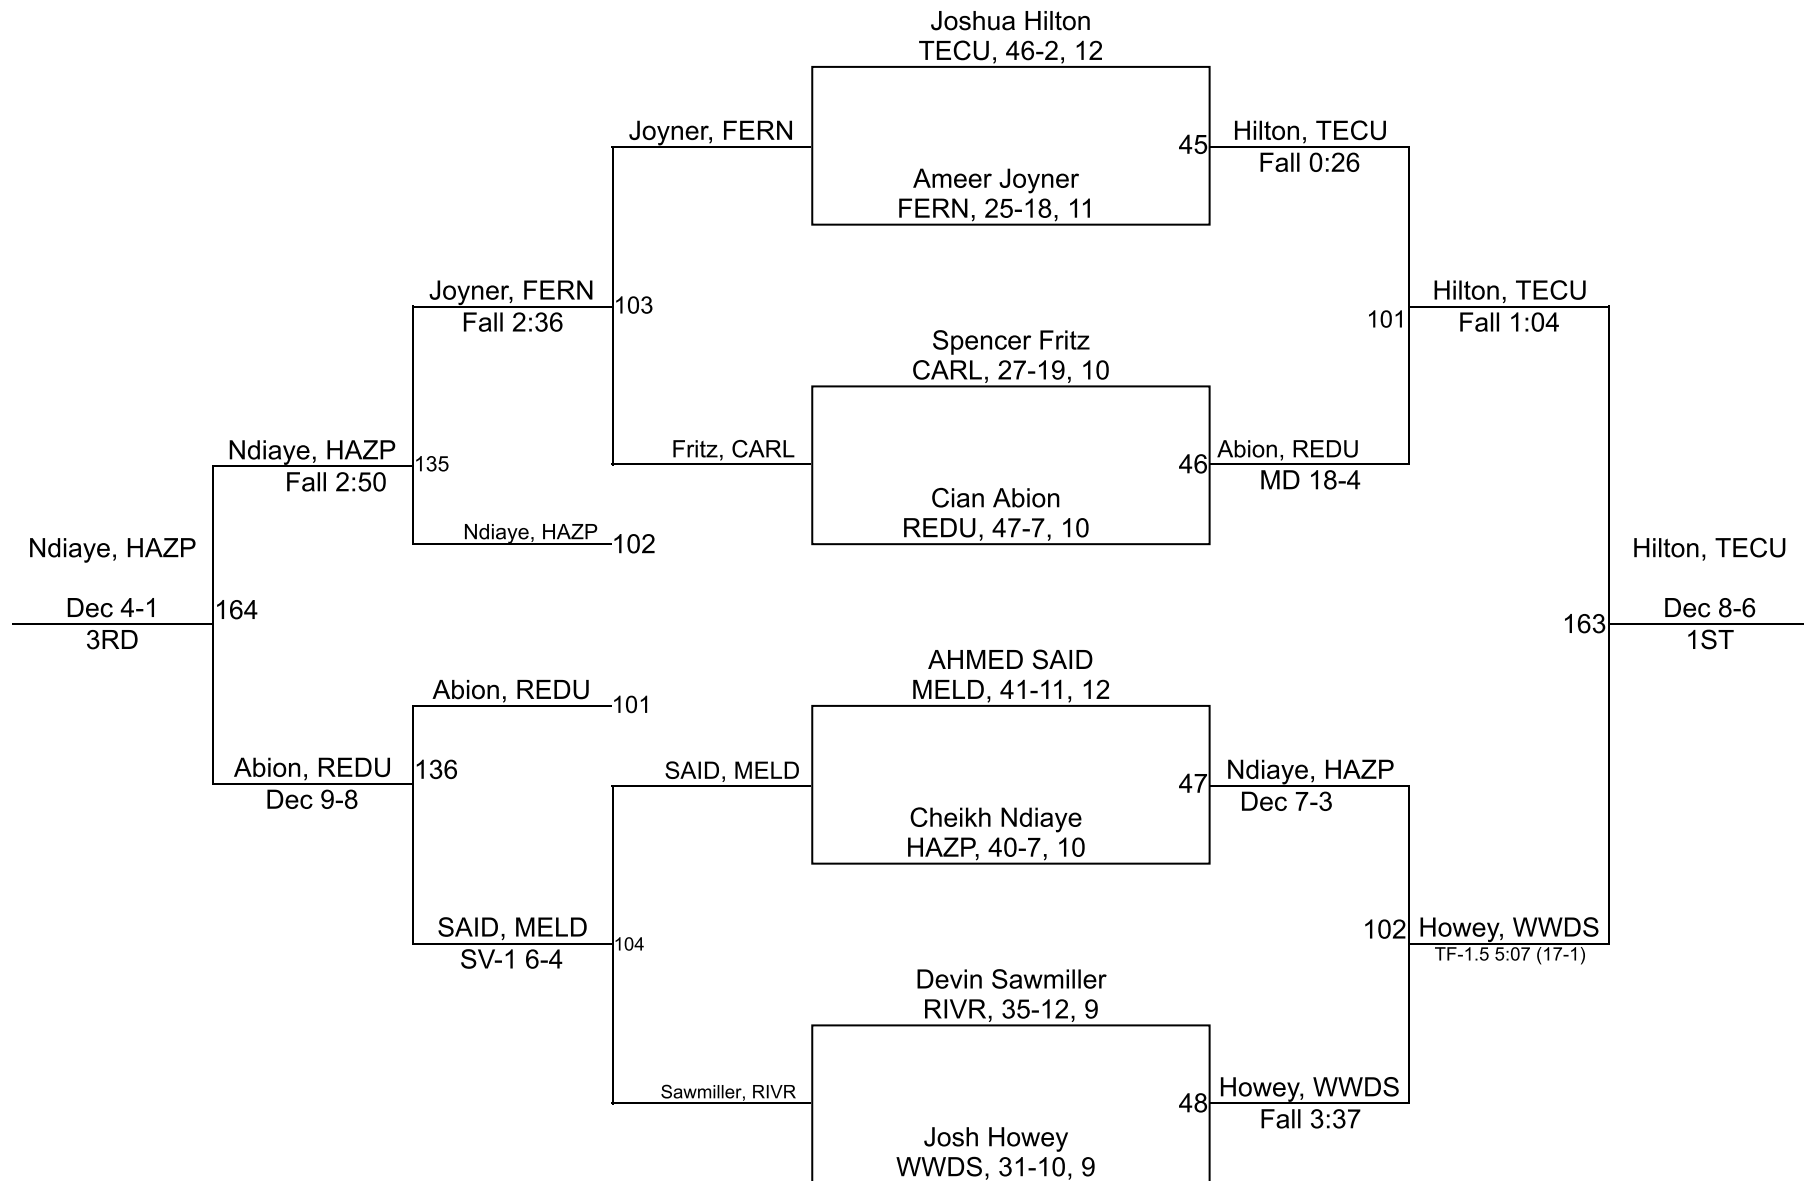 Joshua Hilton
TECU, 46-2, 12
Joyner, FERN
45
Hilton, TECU
Fall 0:26
Ameer Joyner
FERN, 25-18, 11
Joyner, FERN
Fall 2:36
103
Hilton, TECU
Fall 1:04
101
Spencer Fritz
CARL, 27-19, 10
Ndiaye, HAZP
Fall 2:50
135
Fritz, CARL
46
Abion, REDU
MD 18-4
Cian Abion
REDU, 47-7, 10
Ndiaye, HAZP
102
Ndiaye, HAZP
Dec 4-1
3RD
164
Hilton, TECU
163
Dec 8-6
1ST
AHMED SAID
MELD, 41-11, 12
Abion, REDU
101
Abion, REDU
Dec 9-8
136
SAID, MELD
47
Ndiaye, HAZP
Dec 7-3
Cheikh Ndiaye
HAZP, 40-7, 10
SAID, MELD
SV-1 6-4
104
102
Howey, WWDS
TF-1.5 5:07 (17-1)
Devin Sawmiller
RIVR, 35-12, 9
Sawmiller, RIVR
48
Howey, WWDS
Fall 3:37
Josh Howey
WWDS, 31-10, 9